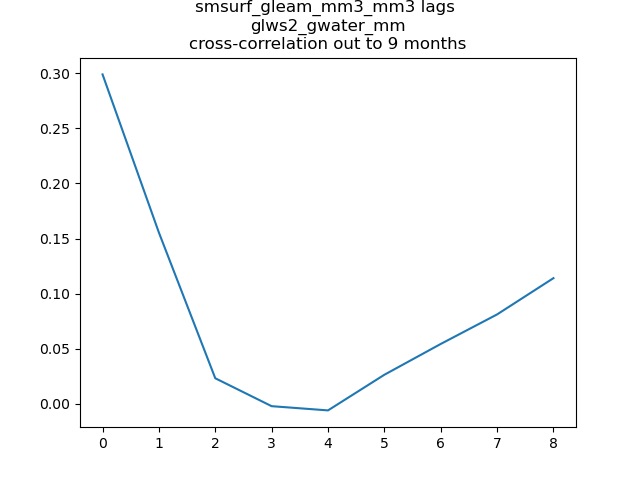 smsurf_gleam_mm3_mm3 lags
glws2_gwater_mm
cross-correlation out to 9 months
0.30
0.25
0.20
0.15
0.10
0.05
0.00
0 1 2 3 4 5 6 7 8